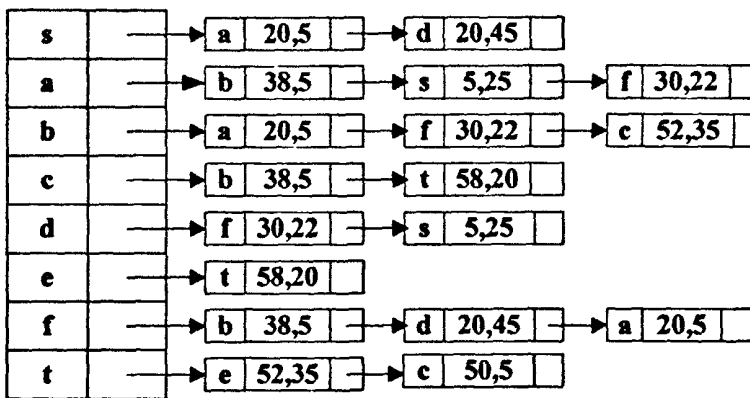 s a 20,5 d 20,45
a b 38,5 s 5,25 f 30,22
b a 20,5 f 30,22 c 52,35
c b 38,5 t 58,20
d f 30,22 s 5,25
e t 58,20
f b 38,5 d 20,45 a 20,5
t e 52,35 c 50,5